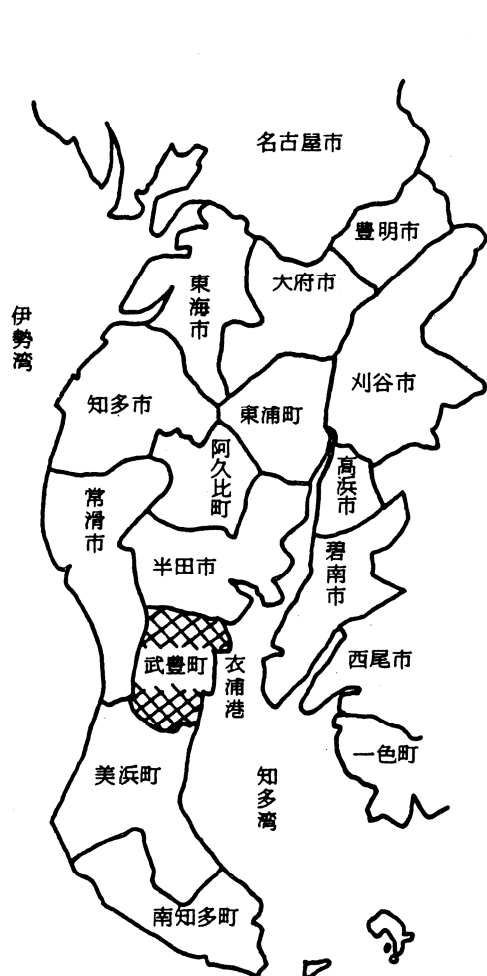 名古屋市
豊明市
大府市
東海市
伊勢湾
刈谷市
知多市
東浦町
阿久比町
高浜市
常滑市
半田市
碧南市
武豊町
衣浦港
西尾市
一色町
美浜町
知多湾
南知多町